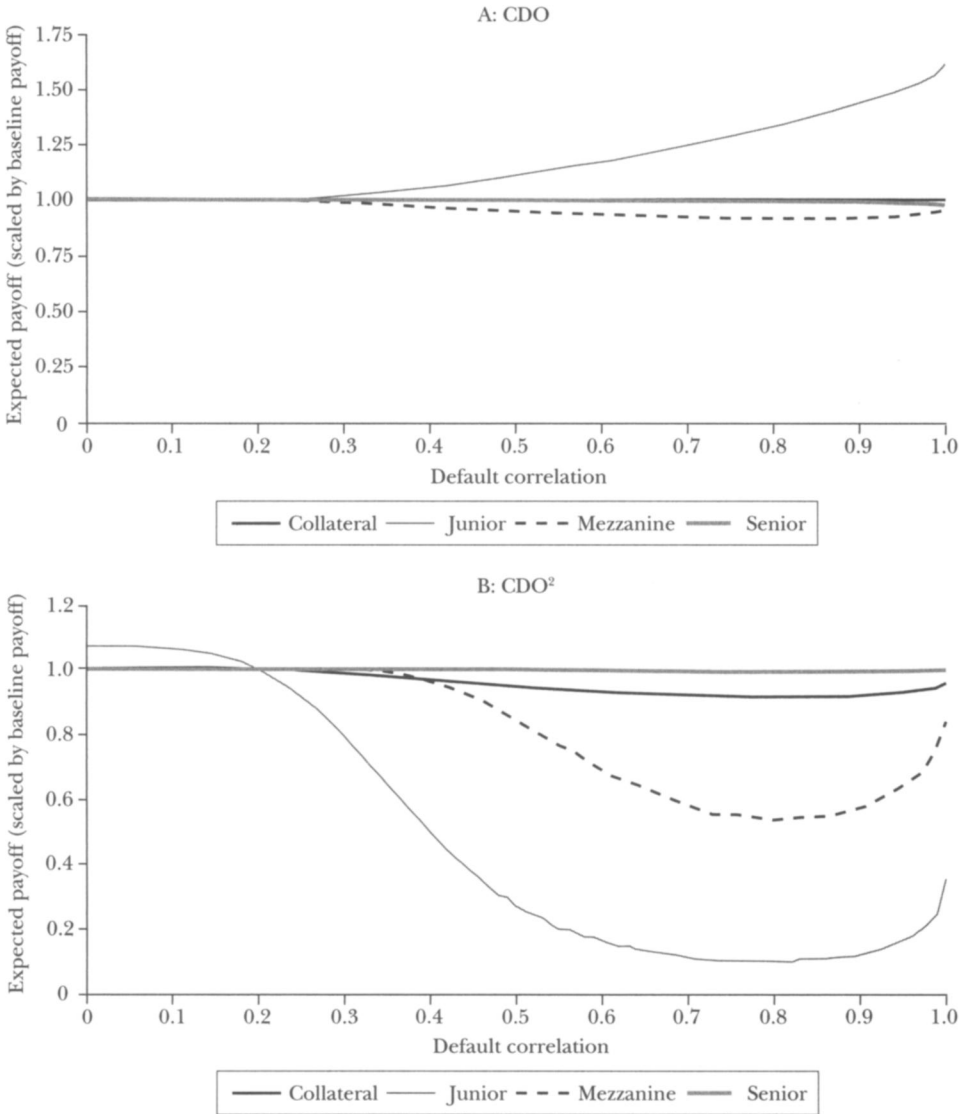 A: CDO
Expected payoff (scaled by baseline payoff)
1.75
1.50
1.25
1.00
0.75
0.50
0.25
0
0 0.1 0.2 0.3 0.4 0.5 0.6 0.7 0.8 0.9 1.0
Default correlation
Collateral Junior Mezzanine Senior
B: CDO²
Expected payoff (scaled by baseline payoff)
1.2
1.0
0.8
0.6
0.4
0.2
0
0 0.1 0.2 0.3 0.4 0.5 0.6 0.7 0.8 0.9 1.0
Default correlation
Collateral Junior Mezzanine Senior